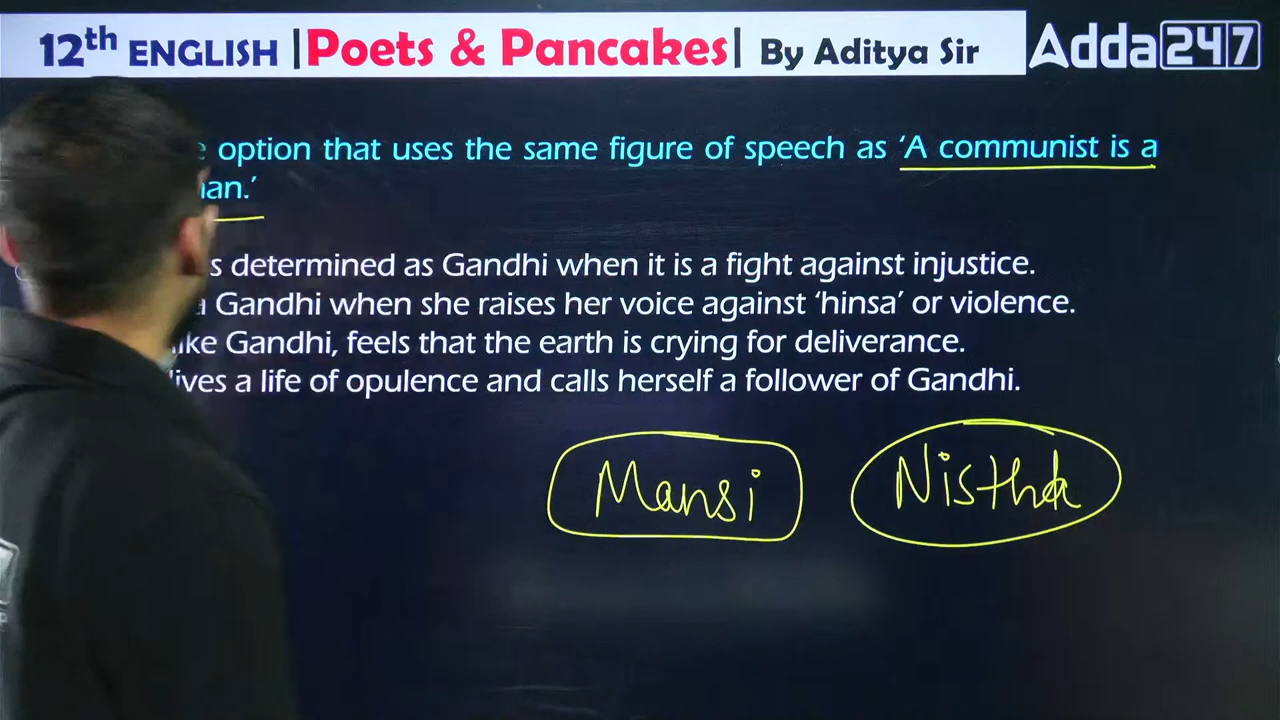 12th ENGLISH |Poets & Pancakes| By Aditya Sir
Adda247
option that uses the same figure of speech as ‘A communist is a
determined as Gandhi when it is a fight against injustice.
Gandhi when she raises her voice against ‘hinsa’ or violence.
Gandhi, feels that the earth is crying for deliverance.
lives a life of opulence and calls herself a follower of Gandhi.
Mansi
Nistha